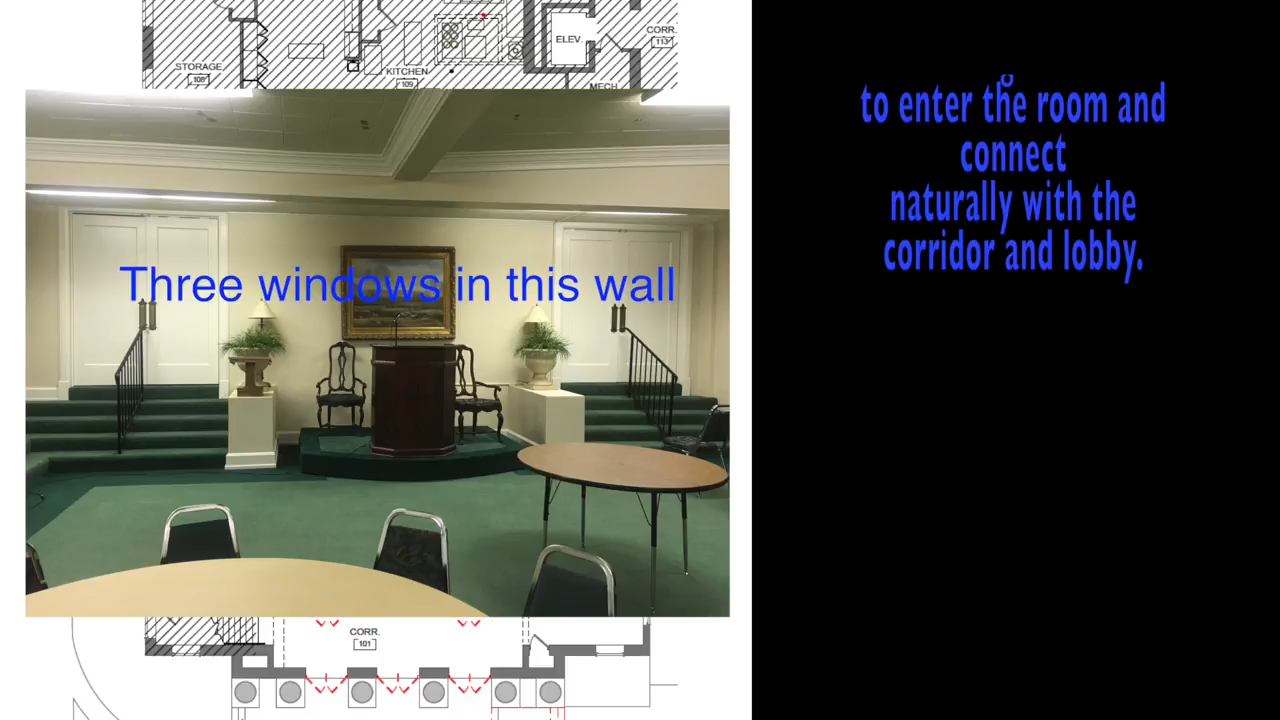 ELEV.
CORR.
113
STORAGE
KITCHEN
109
MECH
Three windows in this wall
CORR.
101
to enter the room and
connect
naturally with the
corridor and lobby.